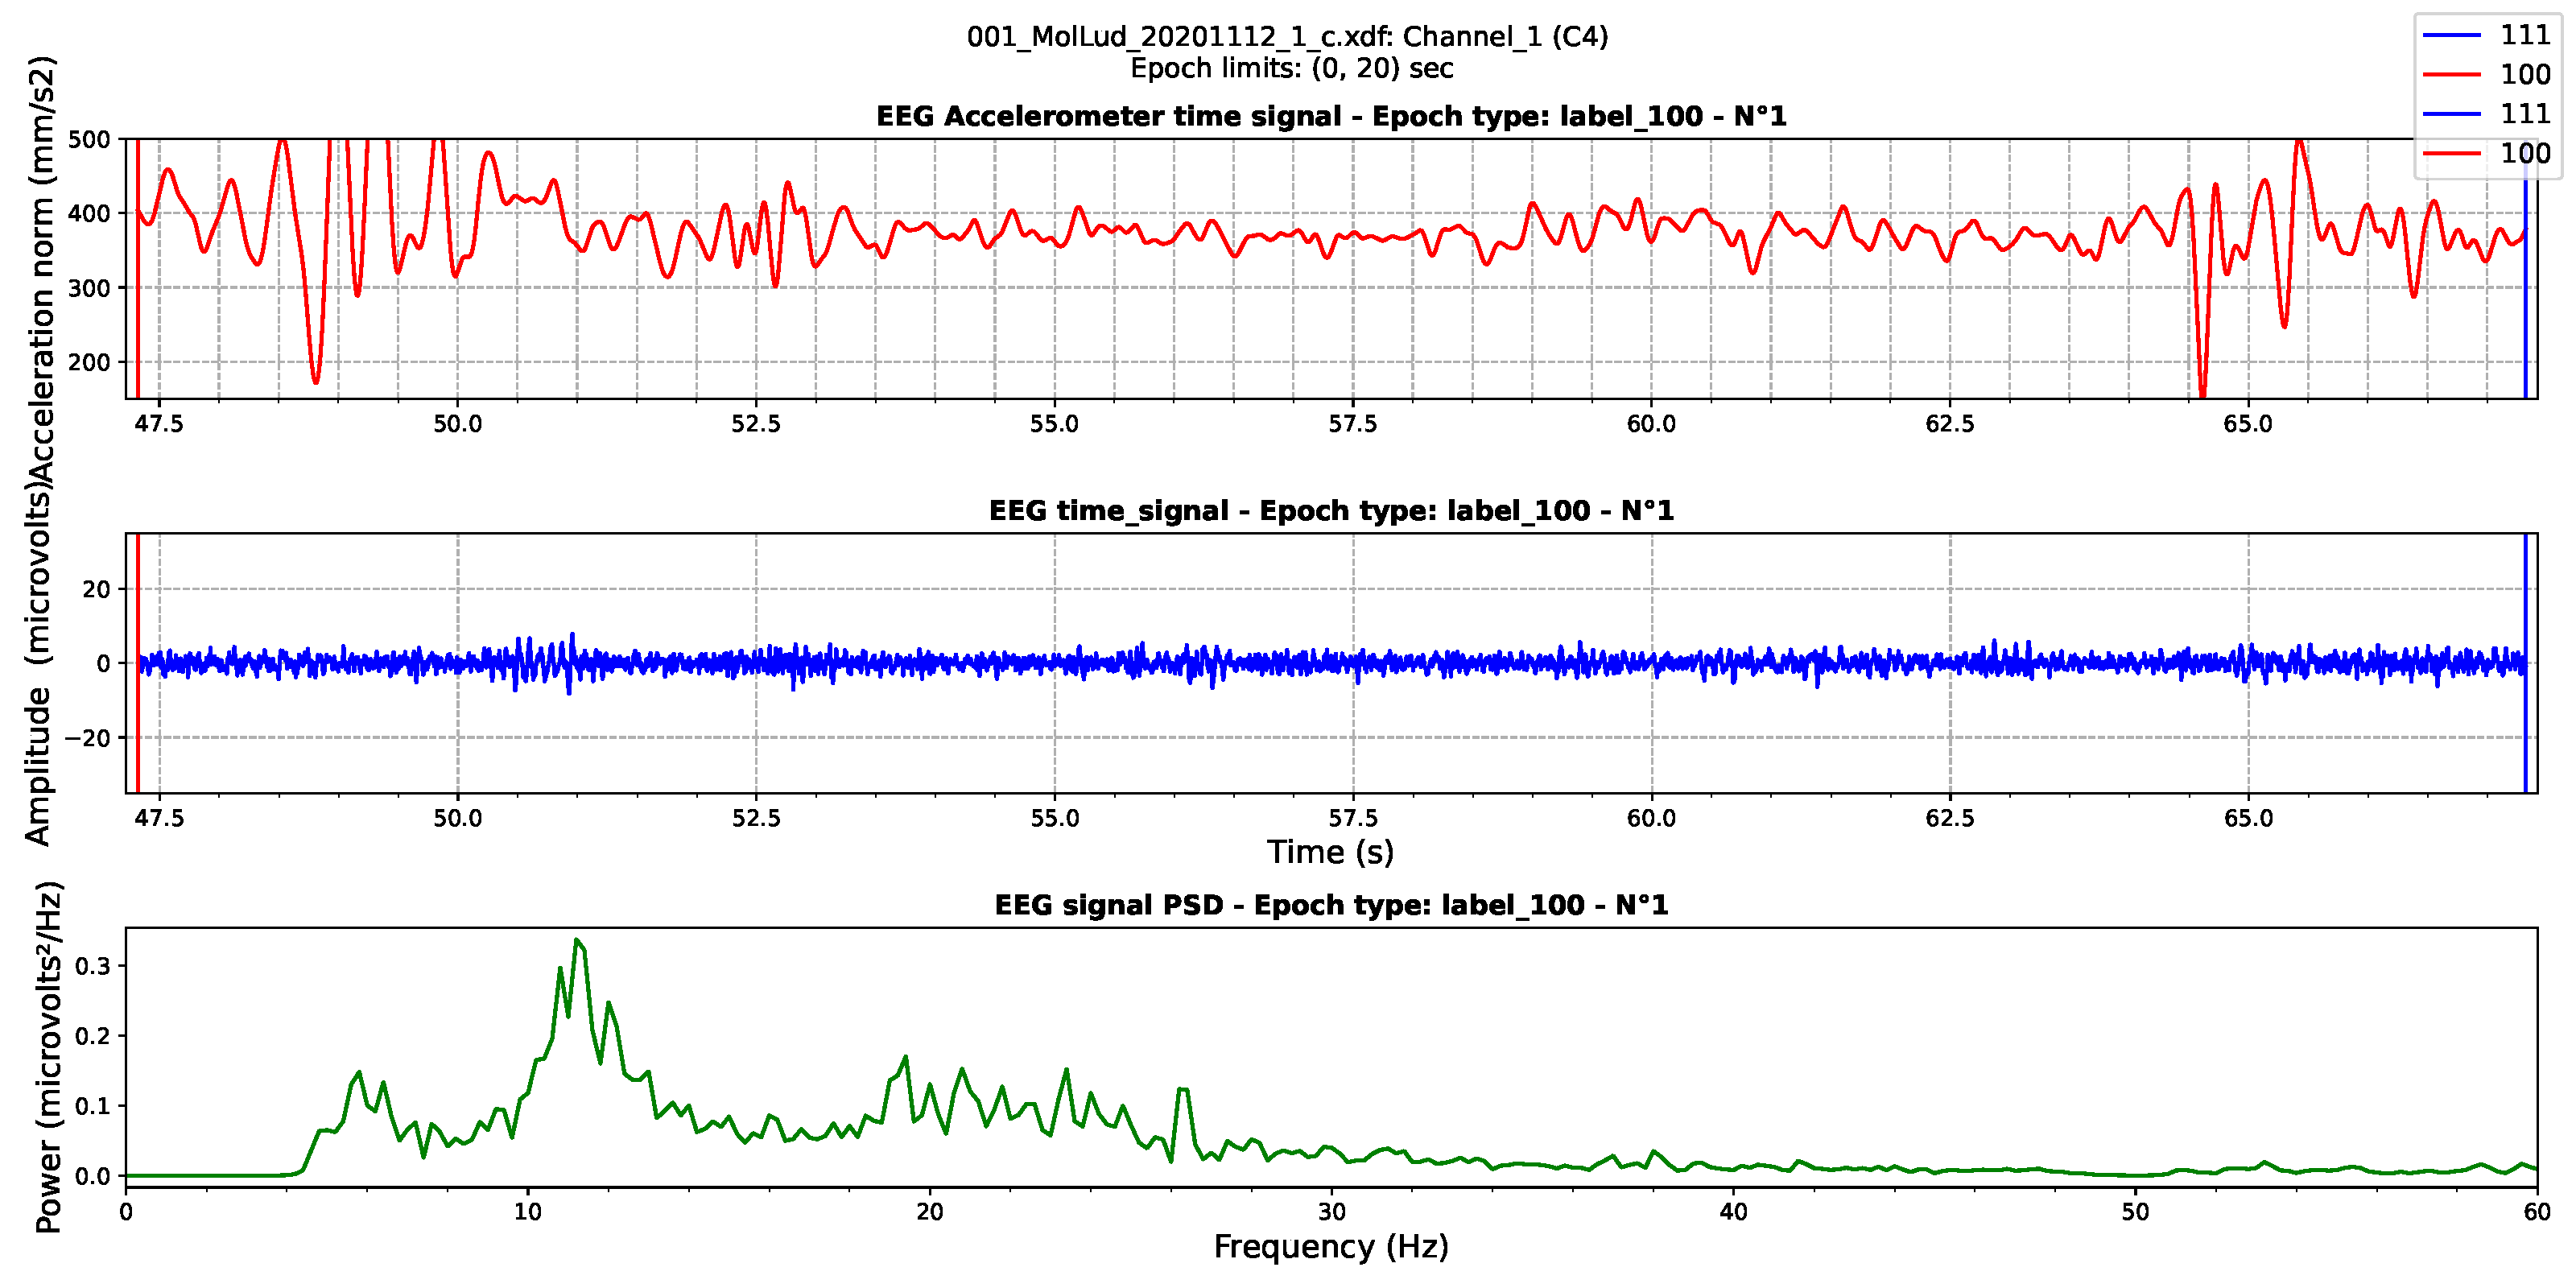 001_MolLud_20201112_1_c.xdf: Channel_1 (C4)
Epoch limits: (0, 20) sec
111
100
111
100
EEG Accelerometer time signal - Epoch type: label_100 - N°1
Acceleration norm (mm/s2)
500
400
300
200
47.5 50.0 52.5 55.0 57.5 60.0 62.5 65.0
EEG time_signal - Epoch type: label_100 - N°1
Amplitude (microvolts)
20
0
−20
47.5 50.0 52.5 55.0 57.5 60.0 62.5 65.0
Time (s)
EEG signal PSD - Epoch type: label_100 - N°1
Power (microvolts²/Hz)
0.3
0.2
0.1
0.0
0 10 20 30 40 50 60
Frequency (Hz)